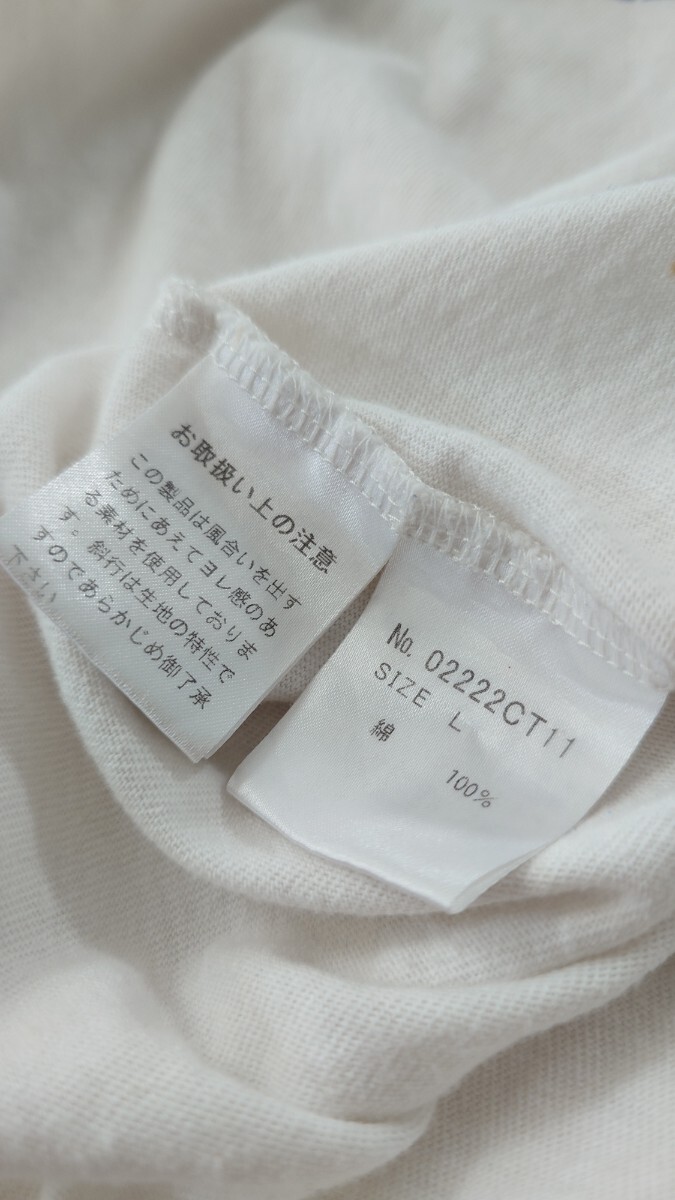 お取扱い上の注意
この製品は風合いを出す
ためにあえてヨレ感のあ
る素材を使用しておりま
す。斜行は生地の特性で
すのであらかじめ御了承
下さい
No. 02222CT11
SIZE L
綿 100%